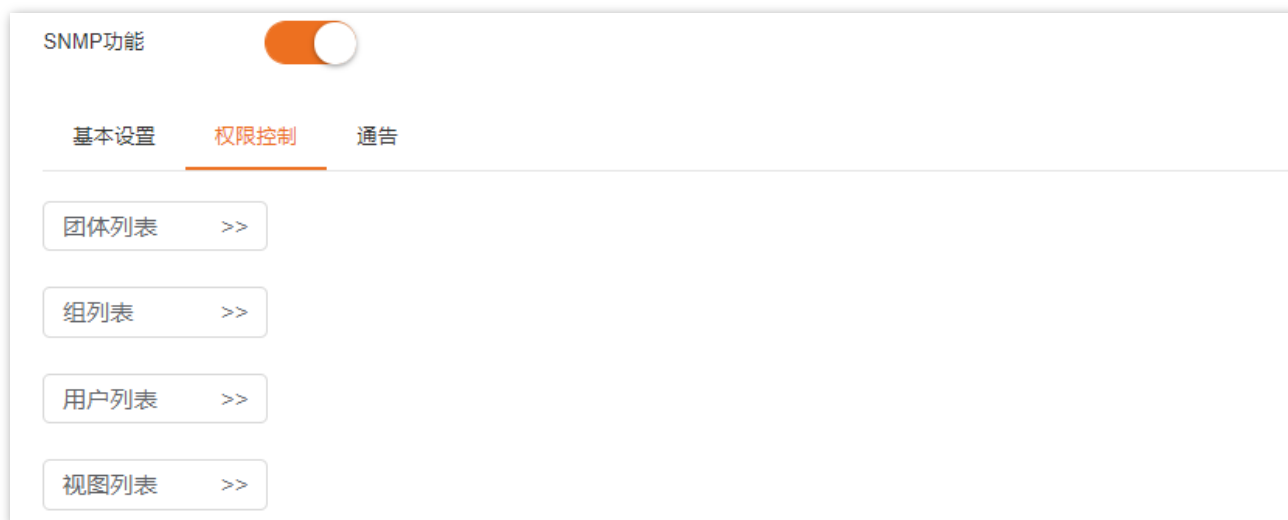 SNMP功能
基本设置 权限控制 通告
团体列表 >>
组列表 >>
用户列表 >>
视图列表 >>